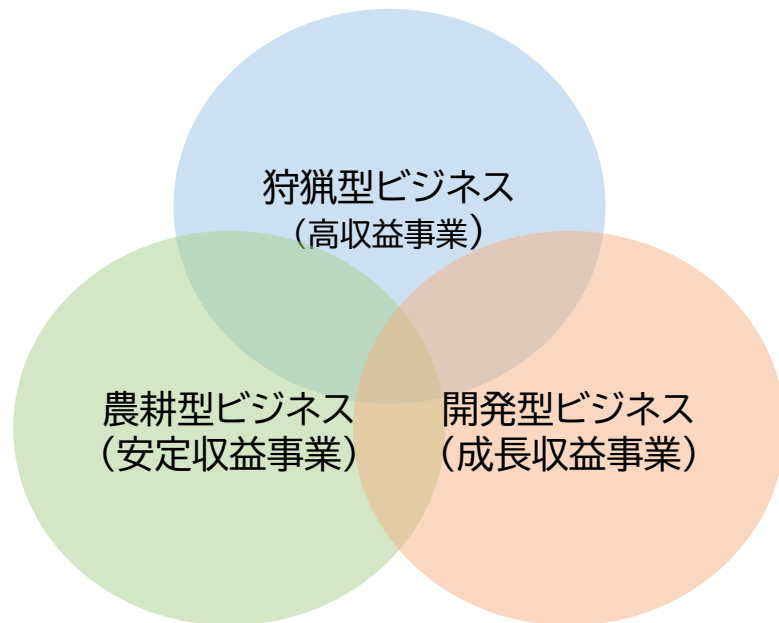 狩猟型ビジネス
（高収益事業）
農耕型ビジネス
（安定収益事業）
開発型ビジネス
（成長収益事業）